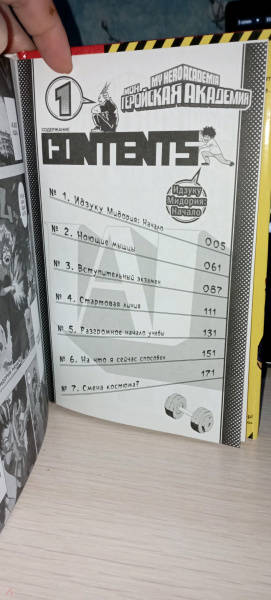 1
MY HERO ACADEMIA
МОЯ
ГЕРОЙСКАЯ АКАДЕМИЯ
СОДЕРЖАНИЕ
CONTENTS
Идзуку
Мидория:
Начало
№ 1. Идзуку Мидория: Начало
005
№ 2. Ноющие мышцы
061
№ 3. Вступительный экзамен
087
№ 4. Стартовая линия
111
№ 5. Разгромное начало учебы
131
№ 6. На что я сейчас способен
151
№ 7. Смена костюма?
171